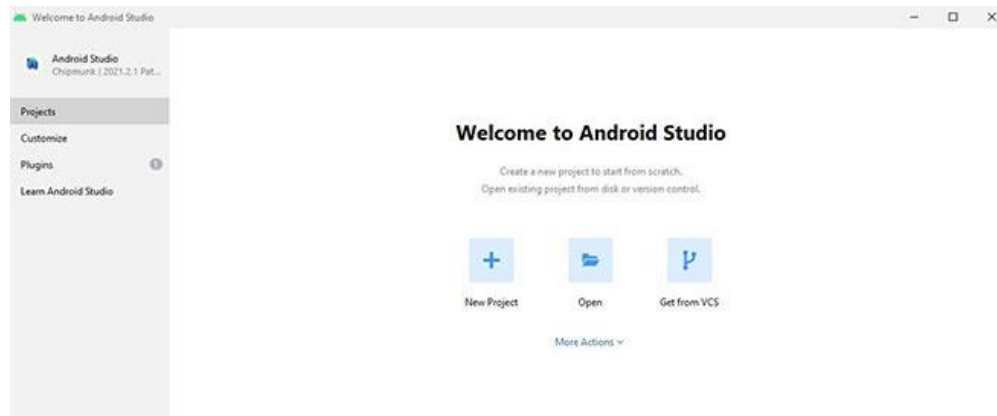 Welcome to Android Studio
Android Studio
Chipmunk | 2021.2.1 Pat...
Projects
Customize
Plugins
Learn Android Studio
Welcome to Android Studio
Create a new project to start from scratch.
Open existing project from disk or version control.
New Project
Open
Get from VCS
More Actions